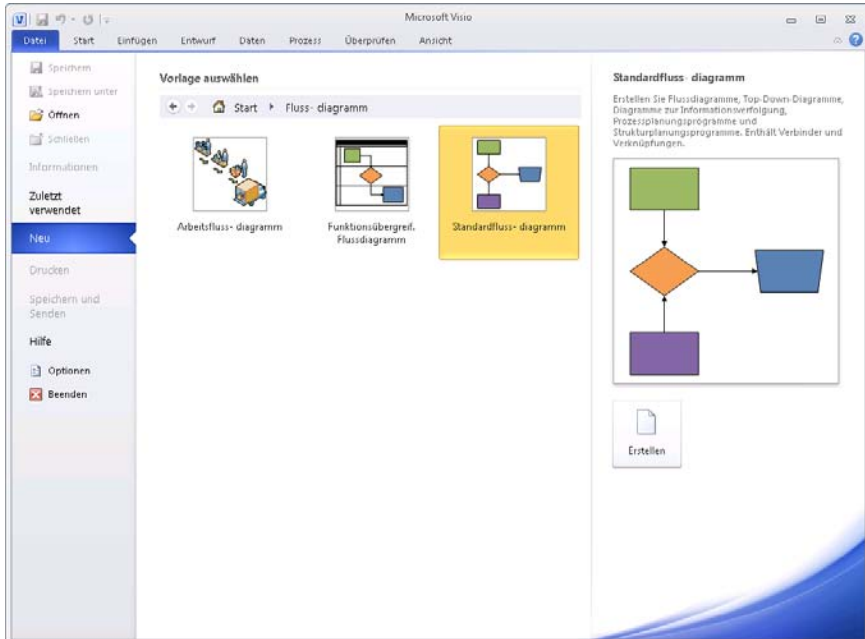 Microsoft Visio
Datei Start Einfügen Entwurf Daten Prozess Überprüfen Ansicht
Speichern
Speichern unter
Öffnen
Schließen
Informationen
Zuletzt
verwendet
Neu
Drucken
Speichern und
Senden
Hilfe
Optionen
Beenden
Vorlage auswählen
Start Fluss- diagramm
Arbeitsfluss- diagramm
Funktionsübergreif.
Flussdiagramm
Standardfluss- diagramm
Standardfluss- diagramm
Erstellen Sie Flussdiagramme, Top-Down-Diagramme,
Diagramme zur Informationsverfolgung,
Prozessplanungsprogramme und
Strukturplanungsprogramme. Enthält Verbinder und
Verknüpfungen.
Erstellen